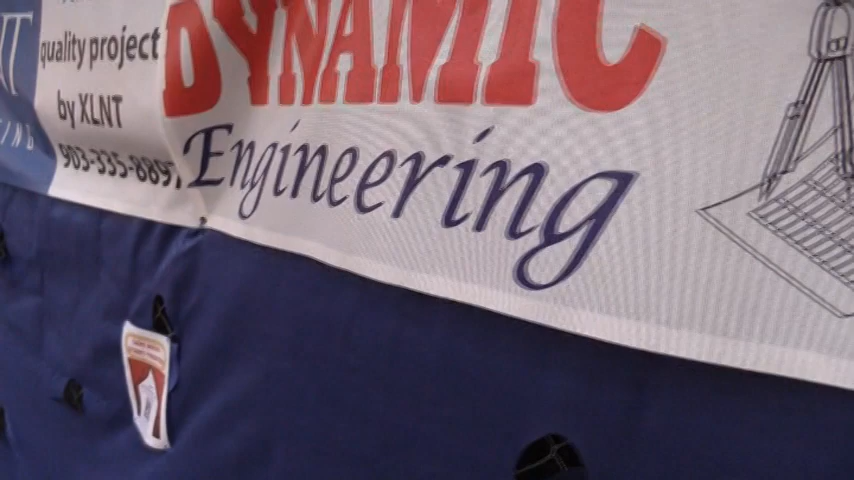 quality project
by XLNT
903-335-8897
DYNAMIC
Engineering